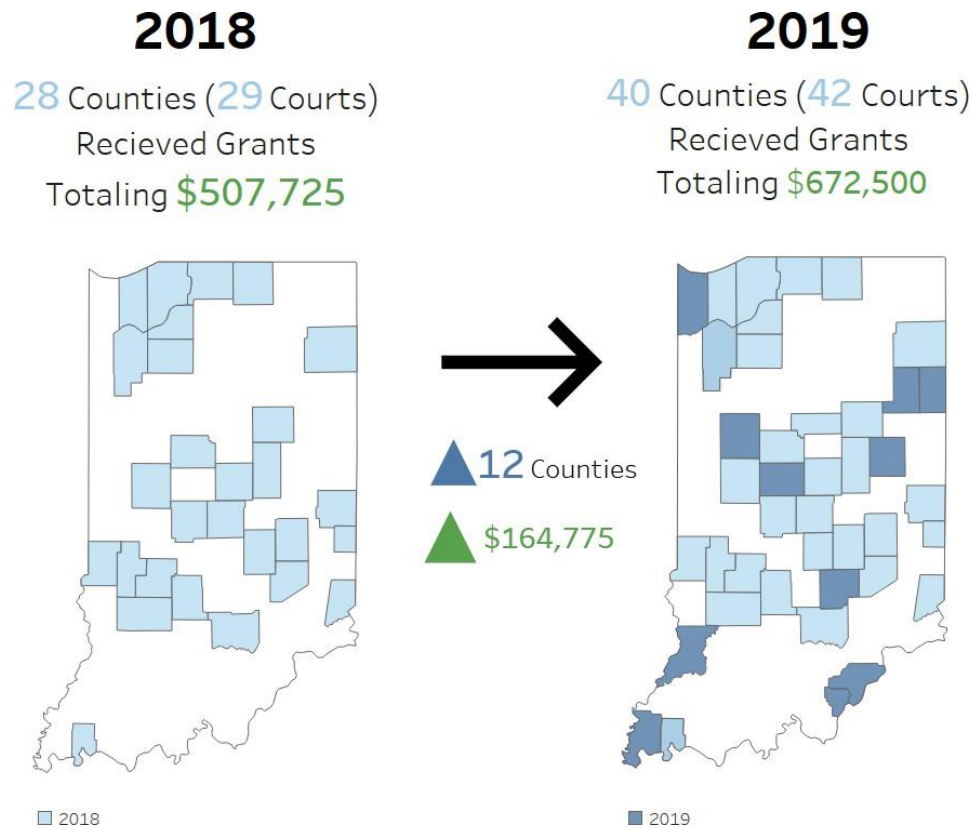 2018
28 Counties (29 Courts)
Recieved Grants
Totaling $507,725
2019
40 Counties (42 Courts)
Recieved Grants
Totaling $672,500
12 Counties
$164,775
2018
2019